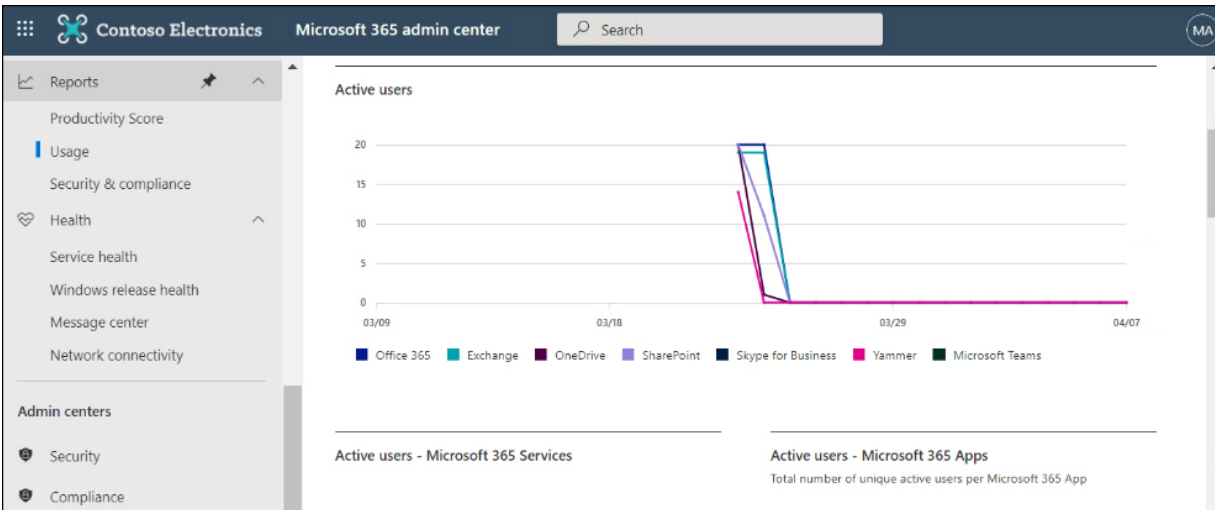 Contoso Electronics Microsoft 365 admin center Search MA
Reports
Productivity Score
Usage
Security & compliance
Health
Service health
Windows release health
Message center
Network connectivity
Admin centers
Security
Compliance
Active users
20
15
10
5
0
03/09 03/18 03/29 04/07
Office 365 Exchange OneDrive SharePoint Skype for Business Yammer Microsoft Teams
Active users - Microsoft 365 Services
Active users - Microsoft 365 Apps
Total number of unique active users per Microsoft 365 App